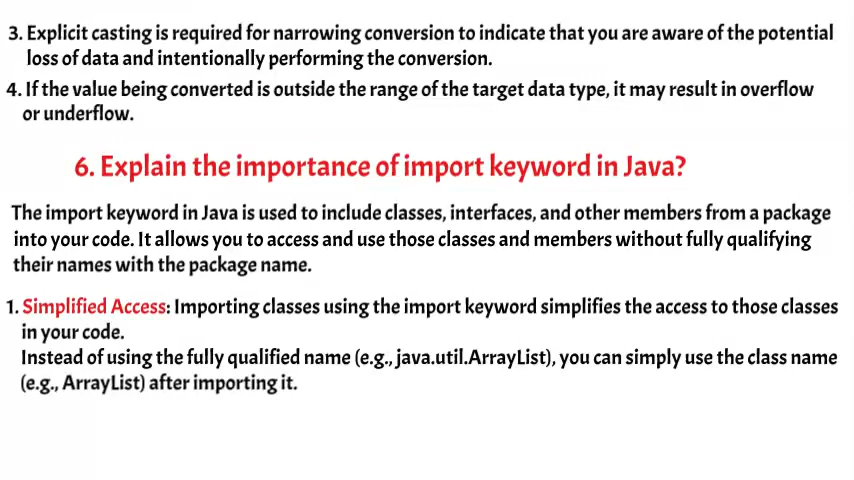 3. Explicit casting is required for narrowing conversion to indicate that you are aware of the potential
loss of data and intentionally performing the conversion.
4. If the value being converted is outside the range of the target data type, it may result in overflow
or underflow.
6. Explain the importance of import keyword in Java?
The import keyword in Java is used to include classes, interfaces, and other members from a package
into your code. It allows you to access and use those classes and members without fully qualifying
their names with the package name.
1. Simplified Access: Importing classes using the import keyword simplifies the access to those classes
in your code.
Instead of using the fully qualified name (e.g., java.util.ArrayList), you can simply use the class name
(e.g., ArrayList) after importing it.